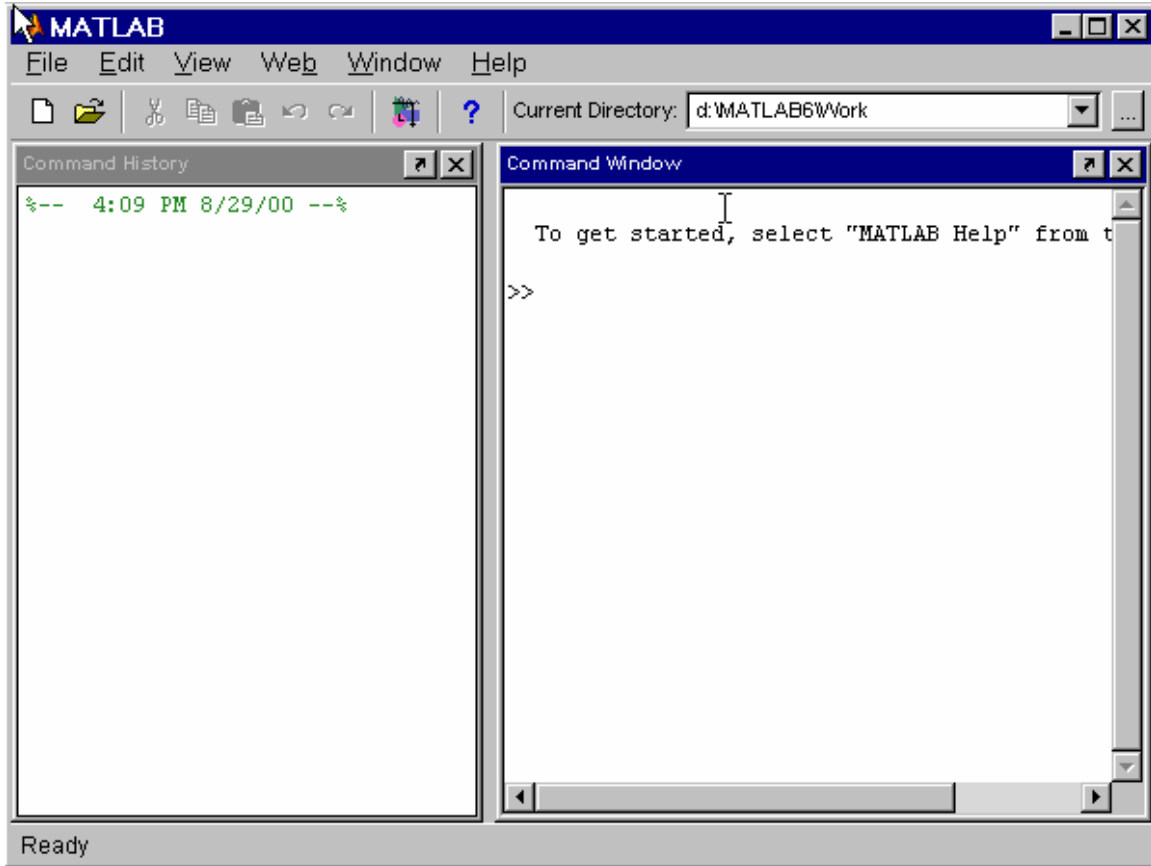 MATLAB
File Edit View Web Window Help
? Current Directory: d:\MATLAB6\Work ...
Command History
%-- 4:09 PM 8/29/00 --%
Command Window
To get started, select "MATLAB Help" from t
>>
Ready